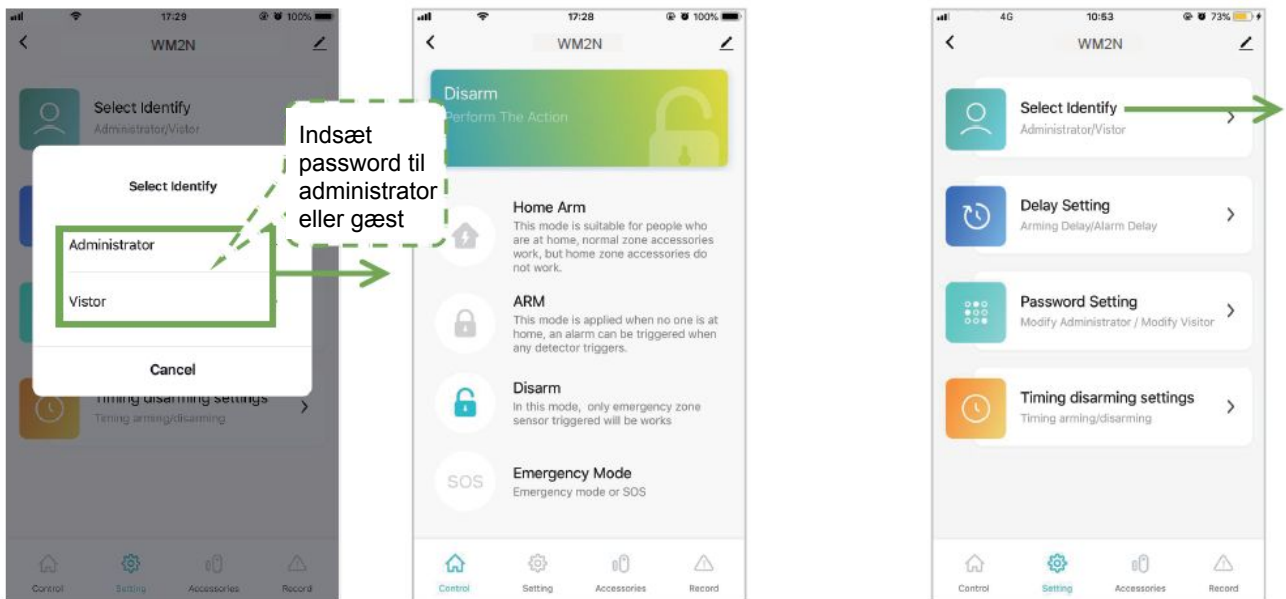 17:29
100%
WM2N
Select Identify
Administrator/Vistor
Select Identify
Administrator
Vistor
Cancel
Timing disarming settings
Timing arming/disarming
Control
Setting
Accessories
Record
Indsæt
password til
administrator
eller gæst
17:28
100%
WM2N
Disarm
Perform The Action
Home Arm
This mode is suitable for people who
are at home, normal zone accessories
work, but home zone accessories do
not work.
ARM
This mode is applied when no one is at
home, an alarm can be triggered when
any detector triggers.
Disarm
In this mode, only emergency zone
sensor triggered will be works
SOS
Emergency Mode
Emergency mode or SOS
Control
Setting
Accessories
Record
4G
10:53
73%
WM2N
Select Identify
Administrator/Vistor
Delay Setting
Arming Delay/Alarm Delay
Password Setting
Modify Administrator / Modify Visitor
Timing disarming settings
Timing arming/disarming
Control
Setting
Accessories
Record